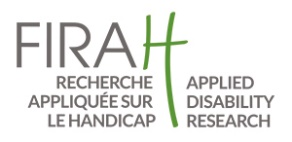 FIRAH
RECHERCHE
APPLIQUÉE SUR
LE HANDICAP
APPLIED
DISABILITY
RESEARCH